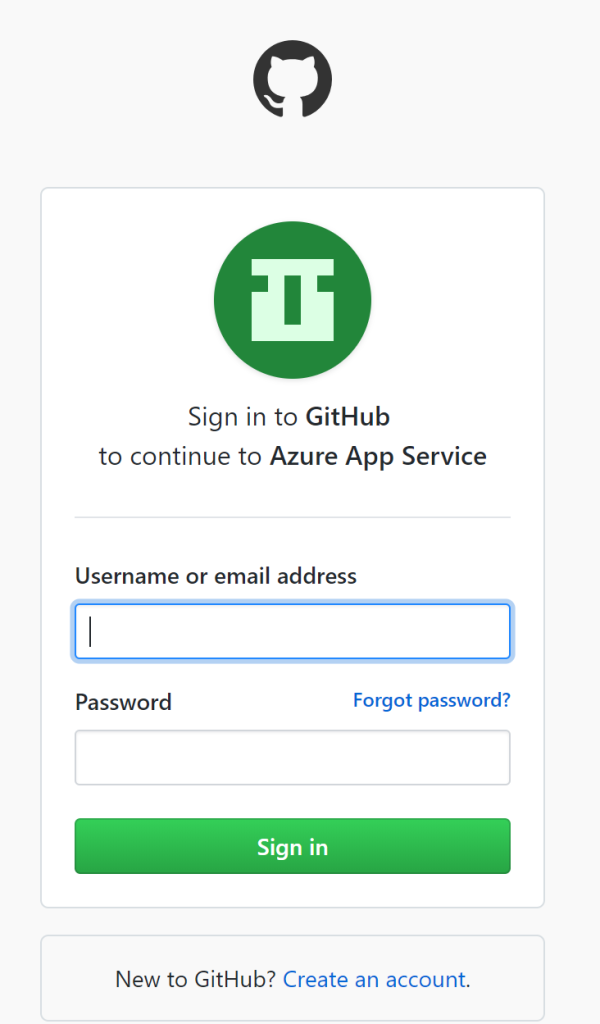 Sign in to GitHub
to continue to Azure App Service
Username or email address
Password Forgot password?
Sign in
New to GitHub? Create an account.